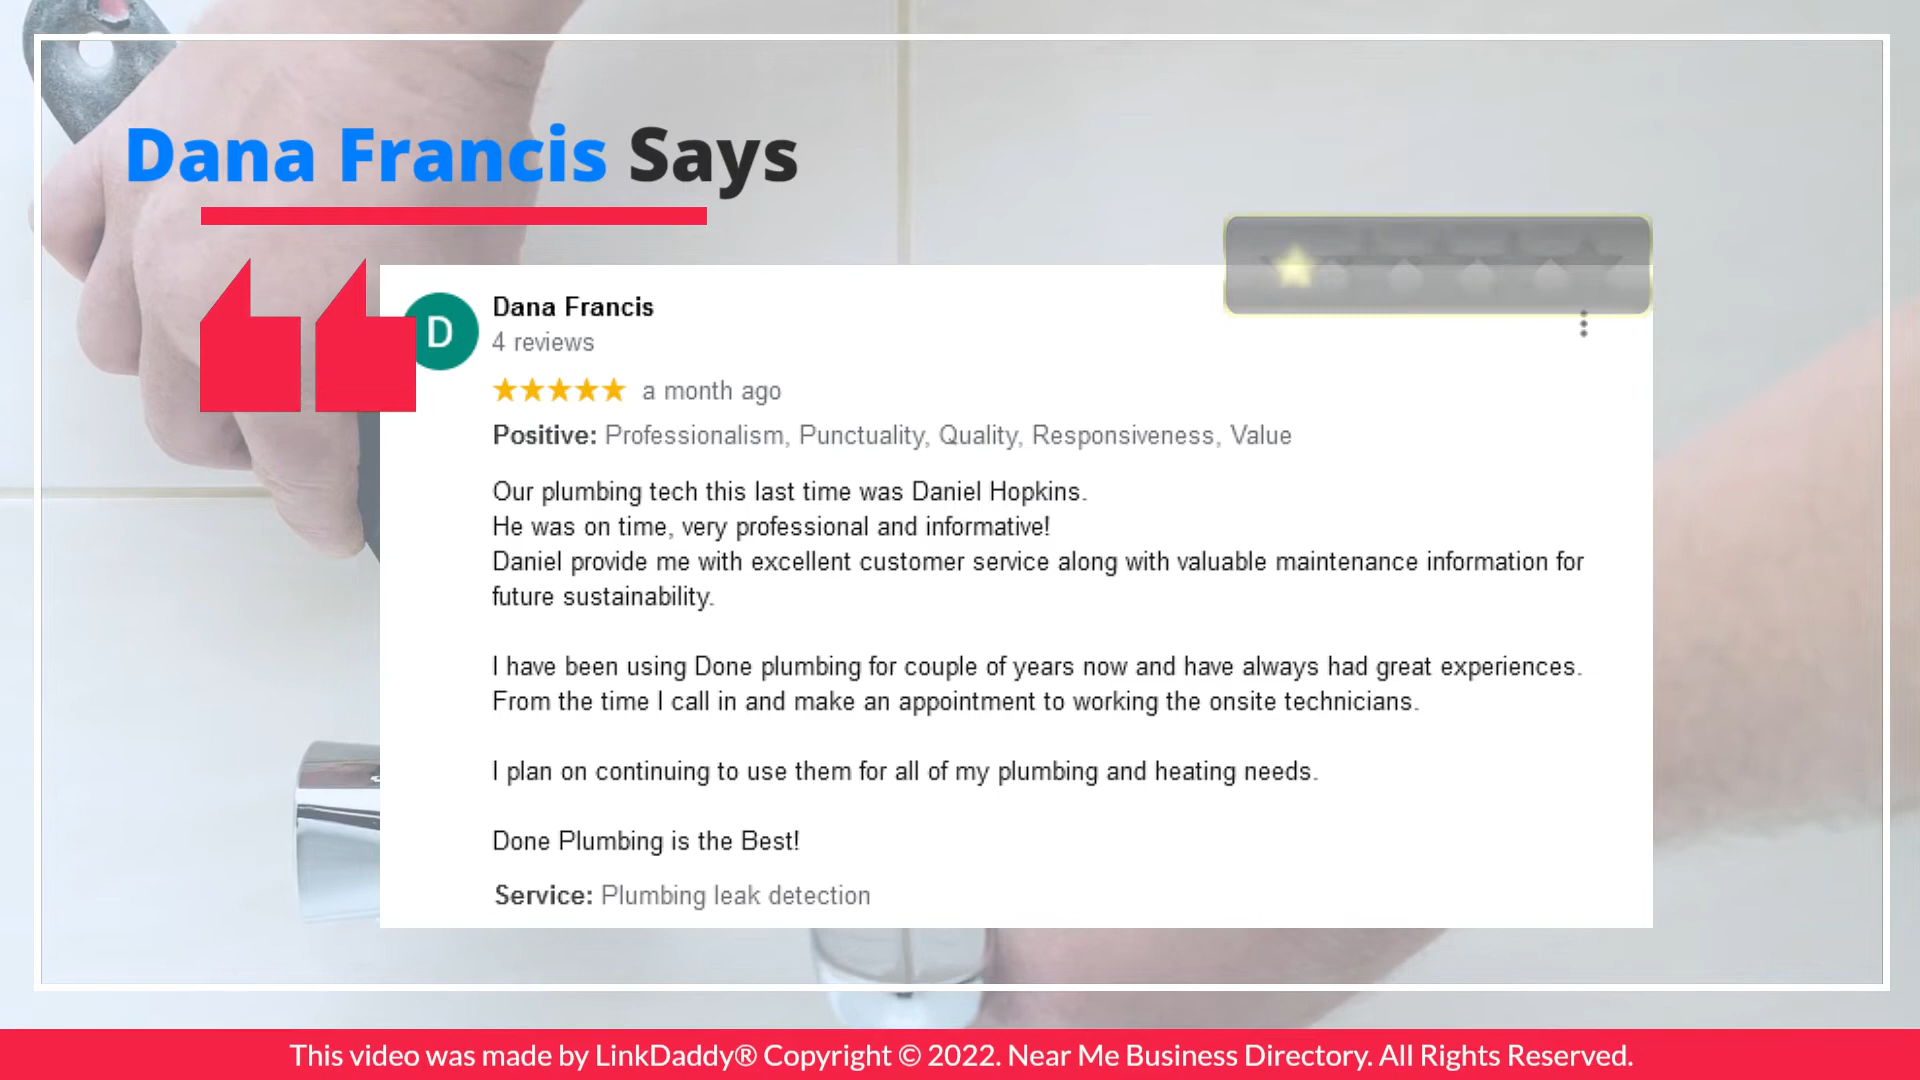 Dana Francis Says
Dana Francis
D
4 reviews
a month ago
Positive: Professionalism, Punctuality, Quality, Responsiveness, Value
Our plumbing tech this last time was Daniel Hopkins.
He was on time, very professional and informative!
Daniel provide me with excellent customer service along with valuable maintenance information for
future sustainability.
I have been using Done plumbing for couple of years now and have always had great experiences.
From the time I call in and make an appointment to working the onsite technicians.
I plan on continuing to use them for all of my plumbing and heating needs.
Done Plumbing is the Best!
Service: Plumbing leak detection
This video was made by LinkDaddy® Copyright © 2022. Near Me Business Directory. All Rights Reserved.